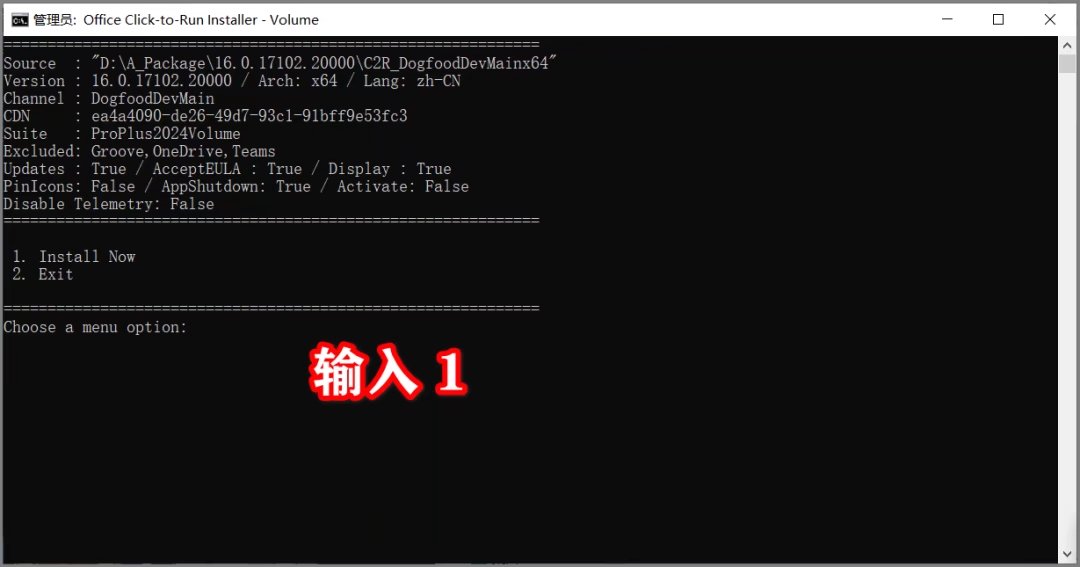 管理员: Office Click-to-Run Installer - Volume
=============================================================
Source  : "D:\A_Package\16.0.17102.20000\C2R_DogfoodDevMainx64"
Version : 16.0.17102.20000 / Arch: x64 / Lang: zh-CN
Channel : DogfoodDevMain
CDN     : ea4a4090-de26-49d7-93c1-91bff9e53fc3
Suite   : ProPlus2024Volume
Excluded: Groove,OneDrive,Teams
Updates : True / AcceptEULA : True / Display : True
PinIcons: False / AppShutdown: True / Activate: False
Disable Telemetry: False
=============================================================
1. Install Now
2. Exit
=============================================================
Choose a menu option:
输入 1